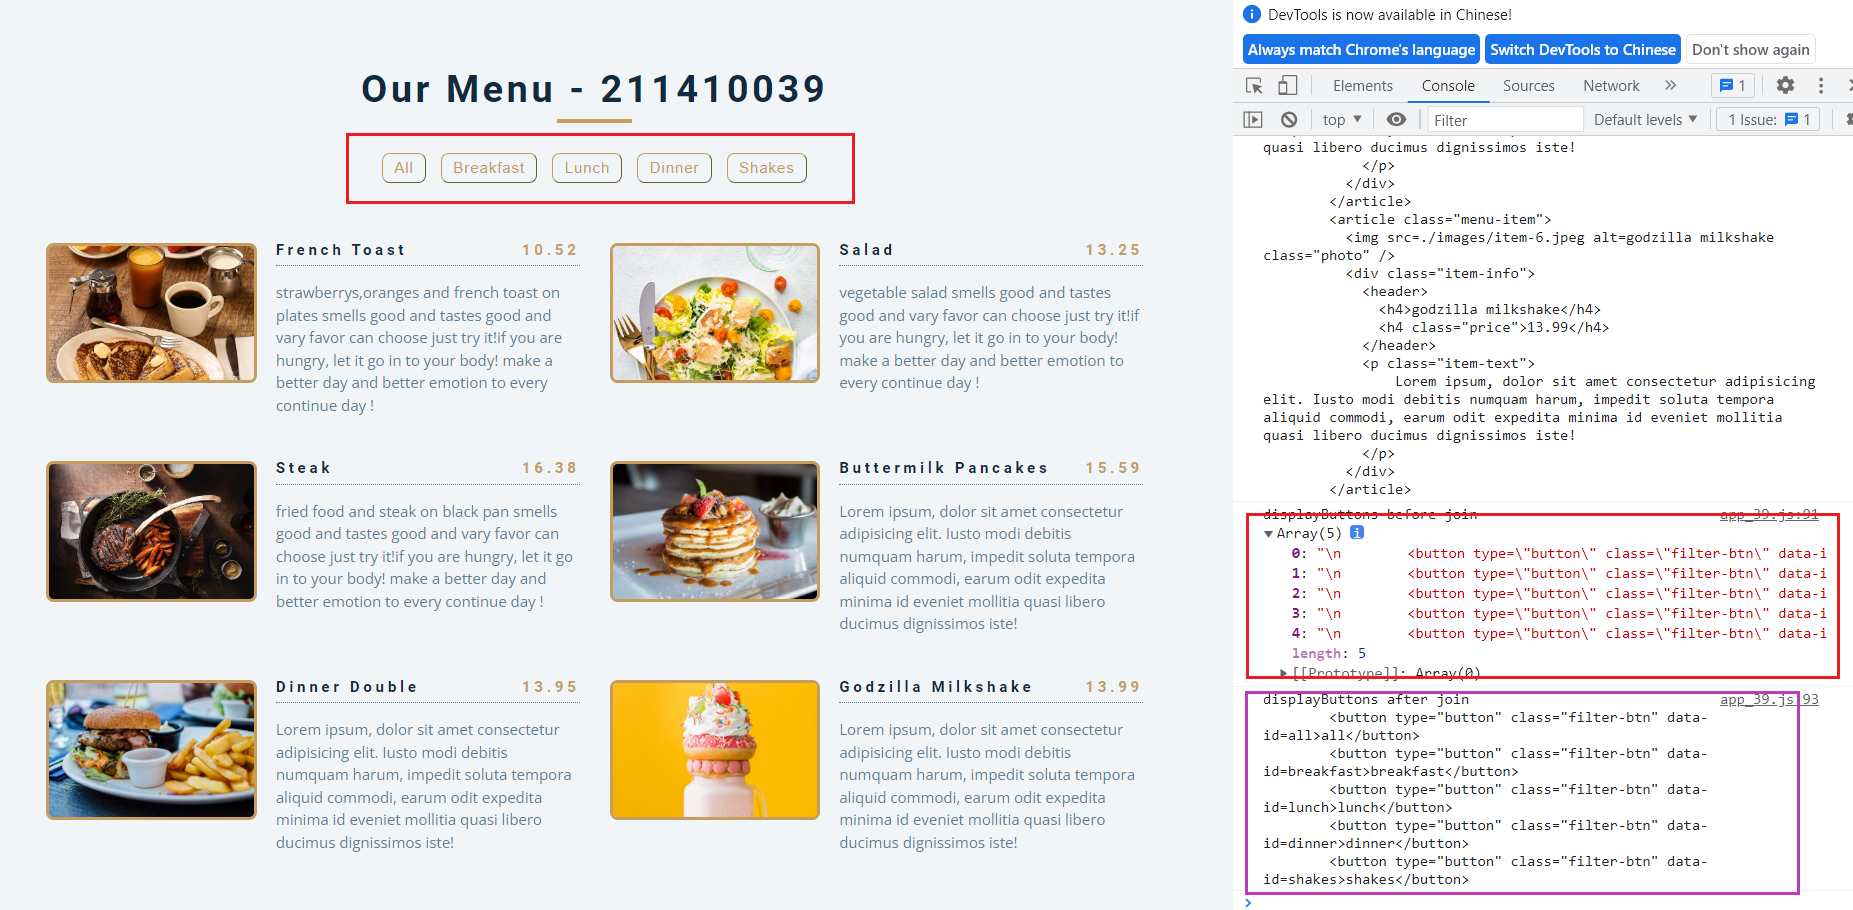 Our Menu - 211410039
All
Breakfast
Lunch
Dinner
Shakes
French Toast
10.52
strawberrys,oranges and french toast on
plates smells good and tastes good and
vary favor can choose just try it!if you are
hungry, let it go in to your body! make a
better day and better emotion to every
continue day !
Salad
13.25
vegetable salad smells good and tastes
good and vary favor can choose just try it!if
you are hungry, let it go in to your body!
make a better day and better emotion to
every continue day !
Steak
16.38
fried food and steak on black pan smells
good and tastes good and vary favor can
choose just try it!if you are hungry, let it go
in to your body! make a better day and
better emotion to every continue day !
Buttermilk Pancakes
15.59
Lorem ipsum, dolor sit amet consectetur
adipisicing elit. Iusto modi debitis
numquam harum, impedit soluta tempora
aliquid commodi, earum odit expedita
minima id eveniet mollitia quasi libero
ducimus dignissimos iste!
Dinner Double
13.95
Lorem ipsum, dolor sit amet consectetur
adipisicing elit. Iusto modi debitis
numquam harum, impedit soluta tempora
aliquid commodi, earum odit expedita
minima id eveniet mollitia quasi libero
ducimus dignissimos iste!
Godzilla Milkshake
13.99
Lorem ipsum, dolor sit amet consectetur
adipisicing elit. Iusto modi debitis
numquam harum, impedit soluta tempora
aliquid commodi, earum odit expedita
minima id eveniet mollitia quasi libero
ducimus dignissimos iste!
DevTools is now available in Chinese!
Always match Chrome's language
Switch DevTools to Chinese
Don't show again
Elements
Console
Sources
Network
»
1
top
Filter
Default levels
1 Issue: 1
quasi libero ducimus dignissimos iste!
</p>
</div>
</article>
<article class="menu-item">
<img src=./images/item-6.jpeg alt=godzilla milkshake
class="photo" />
<div class="item-info">
<header>
<h4>godzilla milkshake</h4>
<h4 class="price">13.99</h4>
</header>
<p class="item-text">
Lorem ipsum, dolor sit amet consectetur adipisicing
elit. Iusto modi debitis numquam harum, impedit soluta tempora
aliquid commodi, earum odit expedita minima id eveniet mollitia
quasi libero ducimus dignissimos iste!
</p>
</div>
</article>
displayButtons before join
app_39.js:91
Array(5)
0: "\n <button type=\"button\" class=\"filter-btn\" data-i
1: "\n <button type=\"button\" class=\"filter-btn\" data-i
2: "\n <button type=\"button\" class=\"filter-btn\" data-i
3: "\n <button type=\"button\" class=\"filter-btn\" data-i
4: "\n <button type=\"button\" class=\"filter-btn\" data-i
length: 5
[[Prototype]]: Array(0)
displayButtons after join
app_39.js:93
<button type="button" class="filter-btn" data-
id=all>all</button>
<button type="button" class="filter-btn" data-
id=breakfast>breakfast</button>
<button type="button" class="filter-btn" data-
id=lunch>lunch</button>
<button type="button" class="filter-btn" data-
id=dinner>dinner</button>
<button type="button" class="filter-btn" data-
id=shakes>shakes</button>